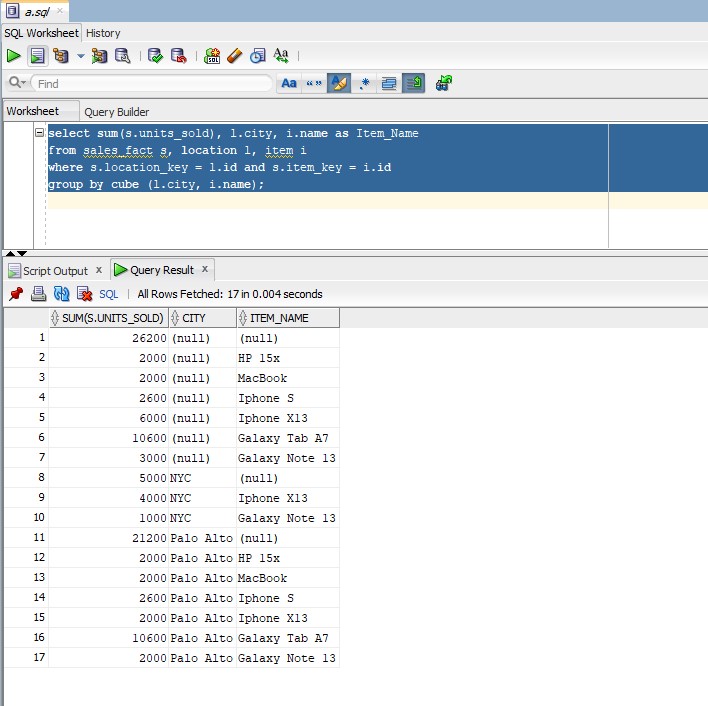 a.sql ×
SQL Worksheet History
SQL
Aa
Find
Aa “” .*
Worksheet Query Builder
select sum(s.units_sold), l.city, i.name as Item_Name
from sales_fact s, location l, item i
where s.location_key = l.id and s.item_key = i.id
group by cube (l.city, i.name);
Script Output × Query Result ×
SQL | All Rows Fetched: 17 in 0.004 seconds
SUM(S.UNITS_SOLD) CITY ITEM_NAME
1 26200 (null) (null)
2 2000 (null) HP 15x
3 2000 (null) MacBook
4 2600 (null) Iphone S
5 6000 (null) Iphone X13
6 10600 (null) Galaxy Tab A7
7 3000 (null) Galaxy Note 13
8 5000 NYC (null)
9 4000 NYC Iphone X13
10 1000 NYC Galaxy Note 13
11 21200 Palo Alto (null)
12 2000 Palo Alto HP 15x
13 2000 Palo Alto MacBook
14 2600 Palo Alto Iphone S
15 2000 Palo Alto Iphone X13
16 10600 Palo Alto Galaxy Tab A7
17 2000 Palo Alto Galaxy Note 13